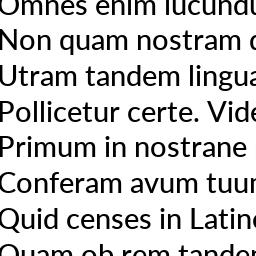 Omnes enim iucundu
Non quam nostram
Utram tandem lingua
Pollicetur certe. Vide
Primum in nostrane
Conferam avum tuum
Quid censes in Latino
Quam ob rem tandem